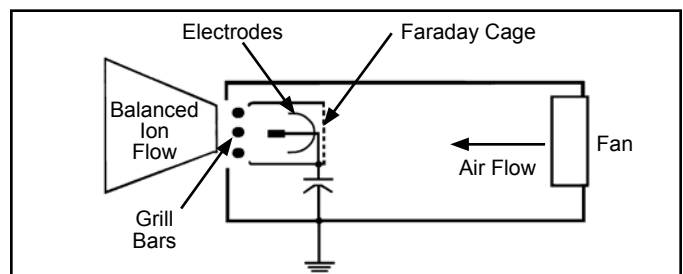 Electrodes
Faraday Cage
Balanced
Ion
Flow
Fan
Air Flow
Grill
Bars